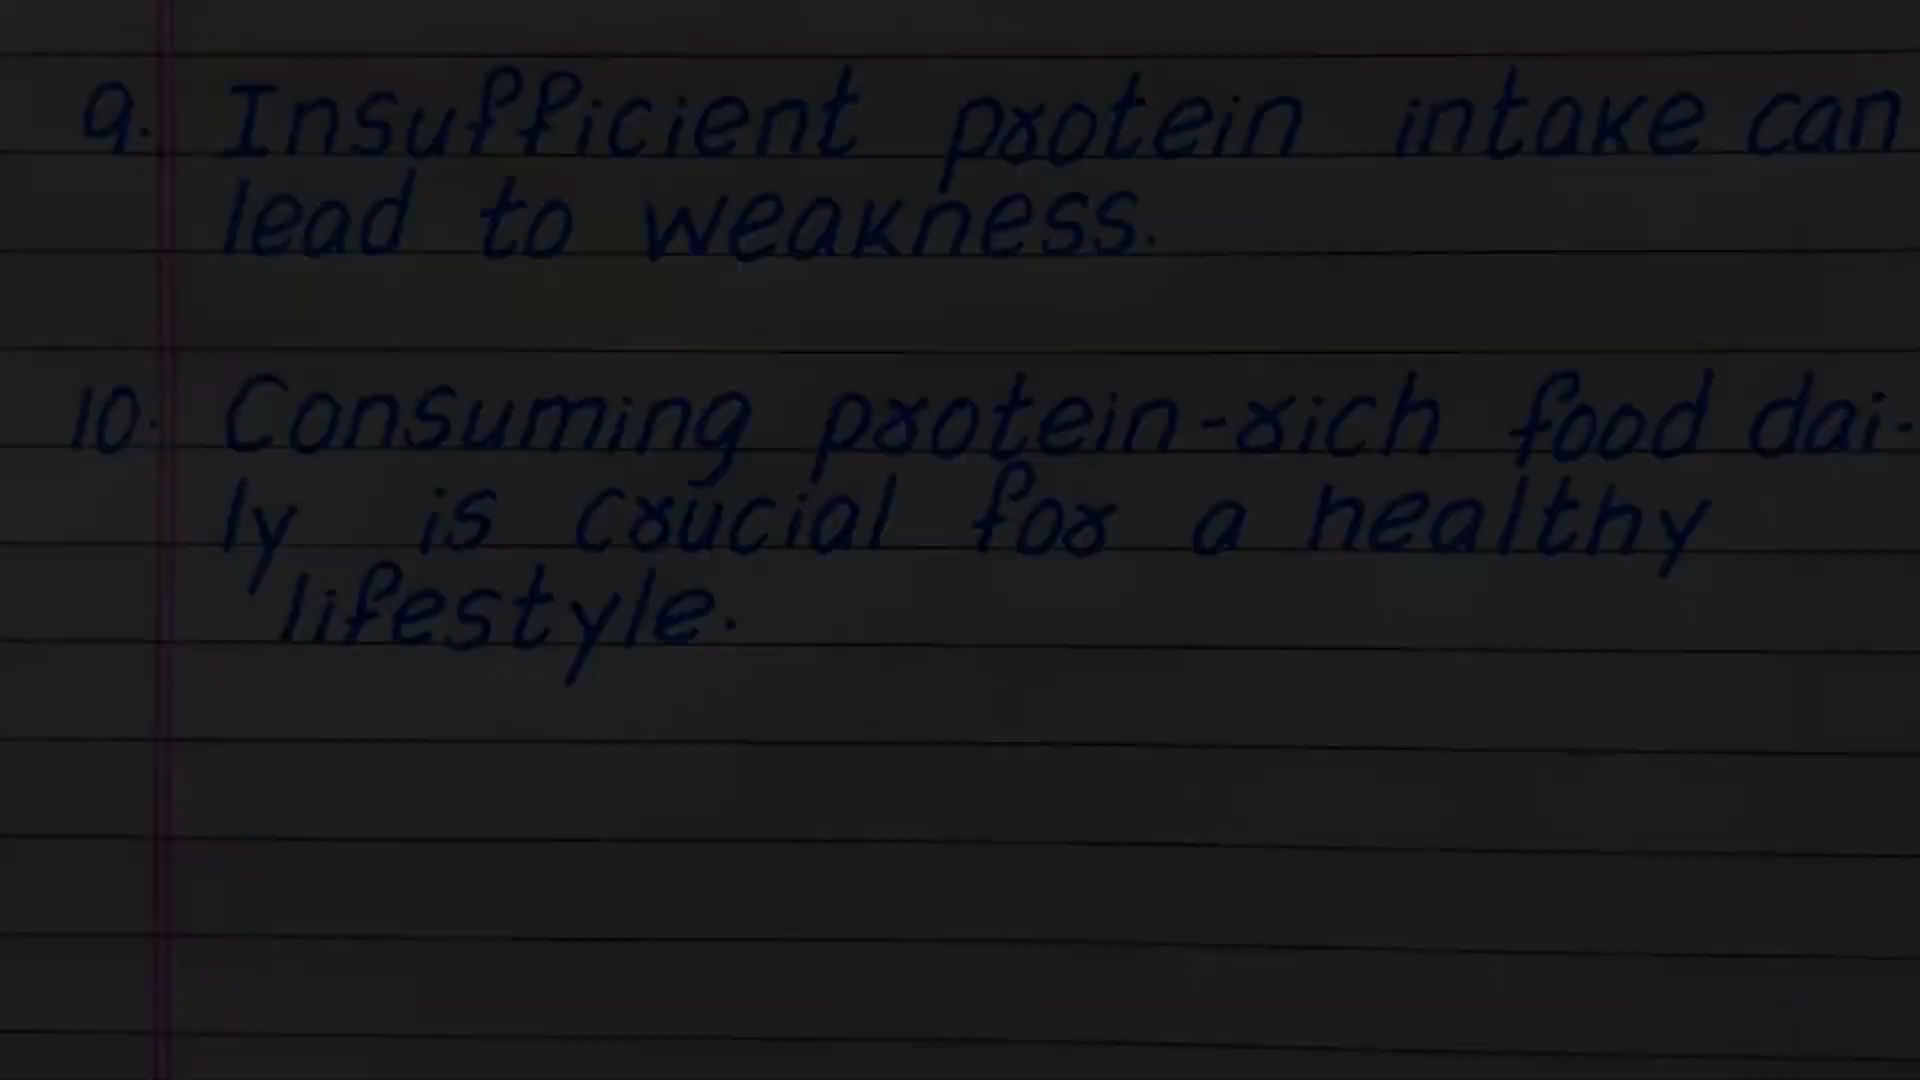 9. Insufficient protein intake can
lead to weakness.
10. Consuming protein-rich food dai-
ly is crucial for a healthy
lifestyle.